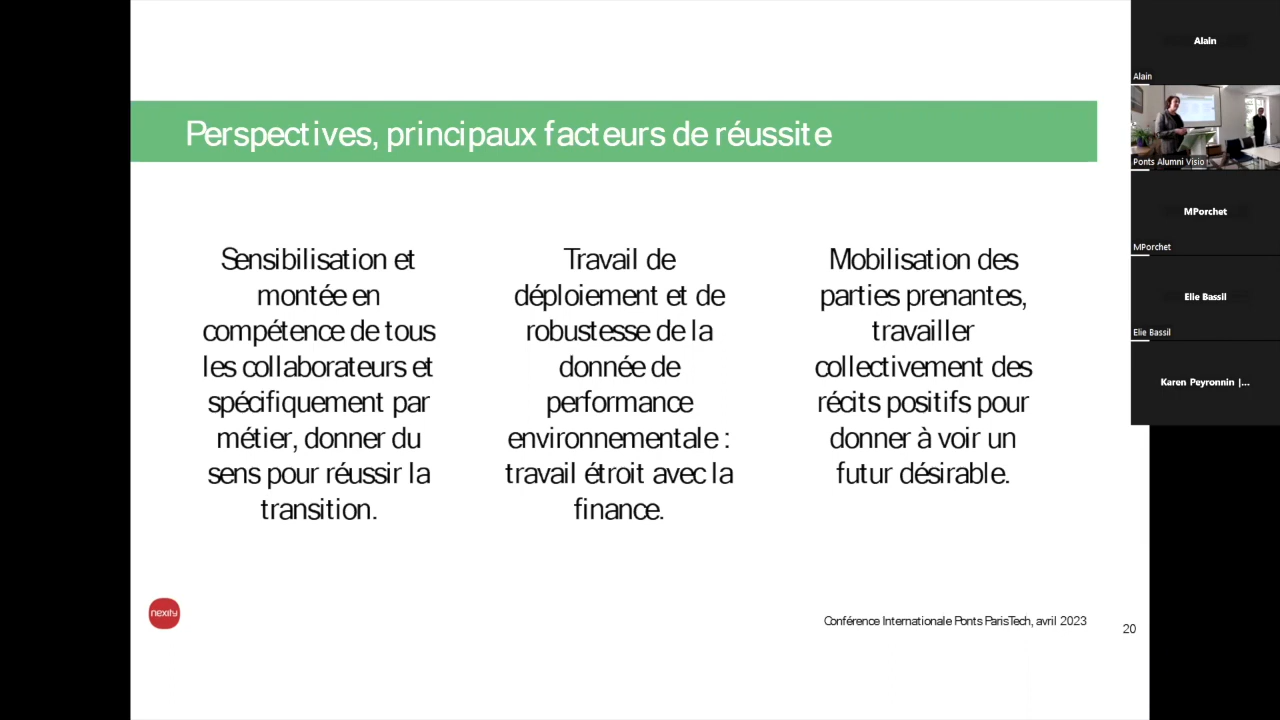 Perspectives, principaux facteurs de réussite
Sensibilisation et
montée en
compétence de tous
les collaborateurs et
spécifiquement par
métier, donner du
sens pour réussir la
transition.
Travail de
déploiement et de
robustesse de la
donnée de
performance
environnementale :
travail étroit avec la
finance.
Mobilisation des
parties prenantes,
travailler
collectivement des
récits positifs pour
donner à voir un
futur désirable.
nexity
Conférence Internationale Ponts ParisTech, avril 2023
20
Alain
Alain
Ponts Alumni Visio !
MPorchet
MPorchet
Elie Bassil
Elie Bassil
Karen Peyronnin |...